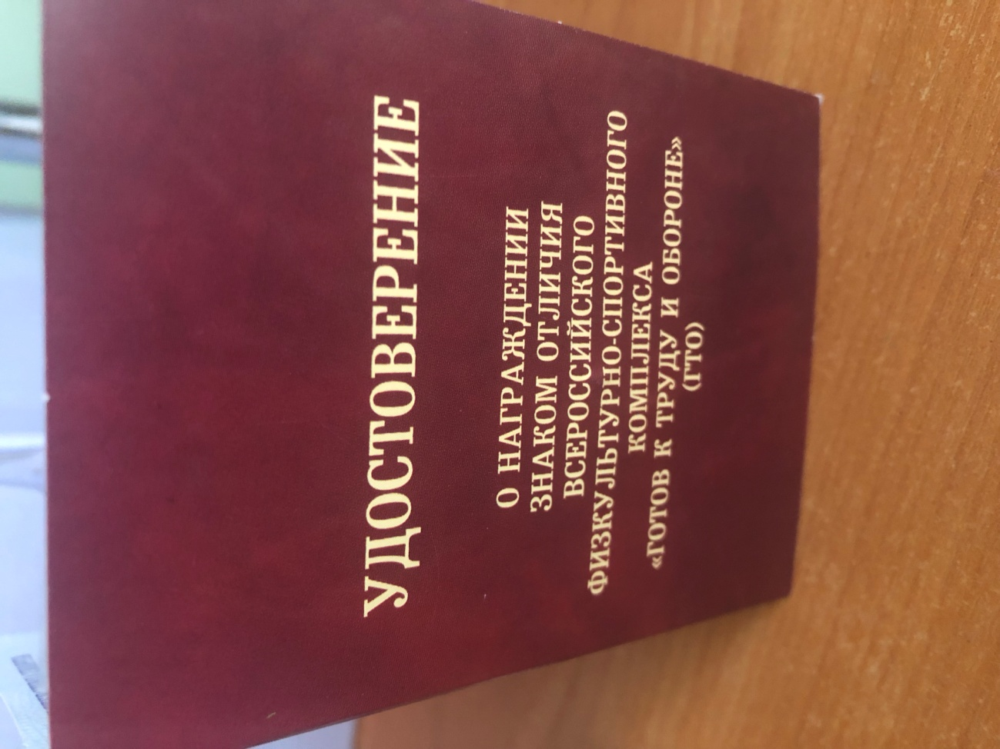 УДОСТОВЕРЕНИЕ
О НАГРАЖДЕНИИ
ЗНАКОМ ОТЛИЧИЯ
ВСЕРОССИЙСКОГО
ФИЗКУЛЬТУРНО-СПОРТИВНОГО
КОМПЛЕКСА
«ГОТОВ К ТРУДУ И ОБОРОНЕ»
(ГТО)